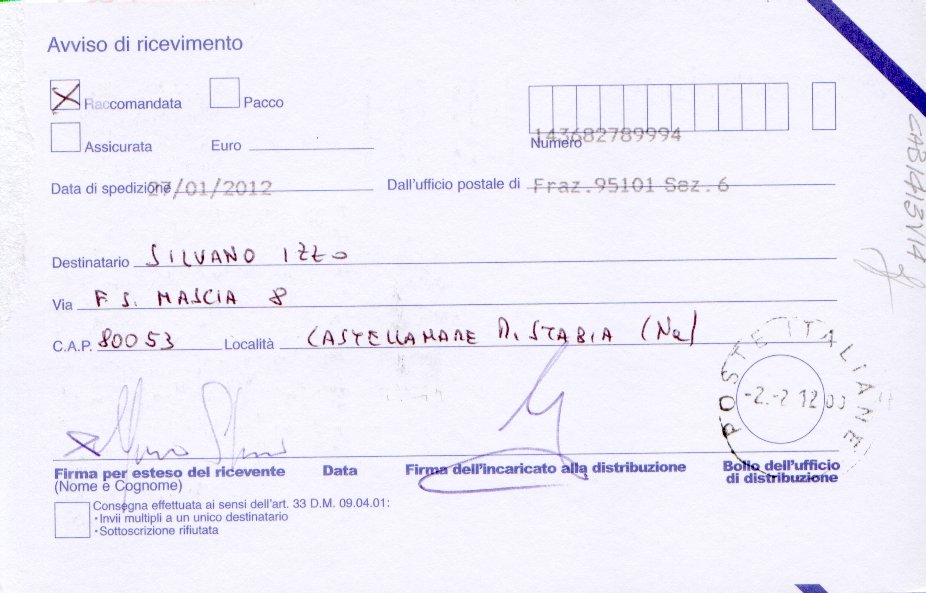 Avviso di ricevimento
Raccomandata Pacco
Assicurata Euro
143682789994
Numero
Data di spedizione 27/01/2012 Dall'ufficio postale di Fraz.95101 Sez.6
Destinatario SILVANO IZZO
Via F S. MASCIA 8
C.A.P. 80053 Località CASTELLAMARE DI STABIA (Na)
POSTE ITALIANE
-2.-2 12
Firma per esteso del ricevente Data Firma dell'incaricato alla distribuzione Bollo dell'ufficio
(Nome e Cognome) di distribuzione
Consegna effettuata ai sensi dell'art. 33 D.M. 09.04.01:
·Invii multipli a un unico destinatario
·Sottoscrizione rifiutata